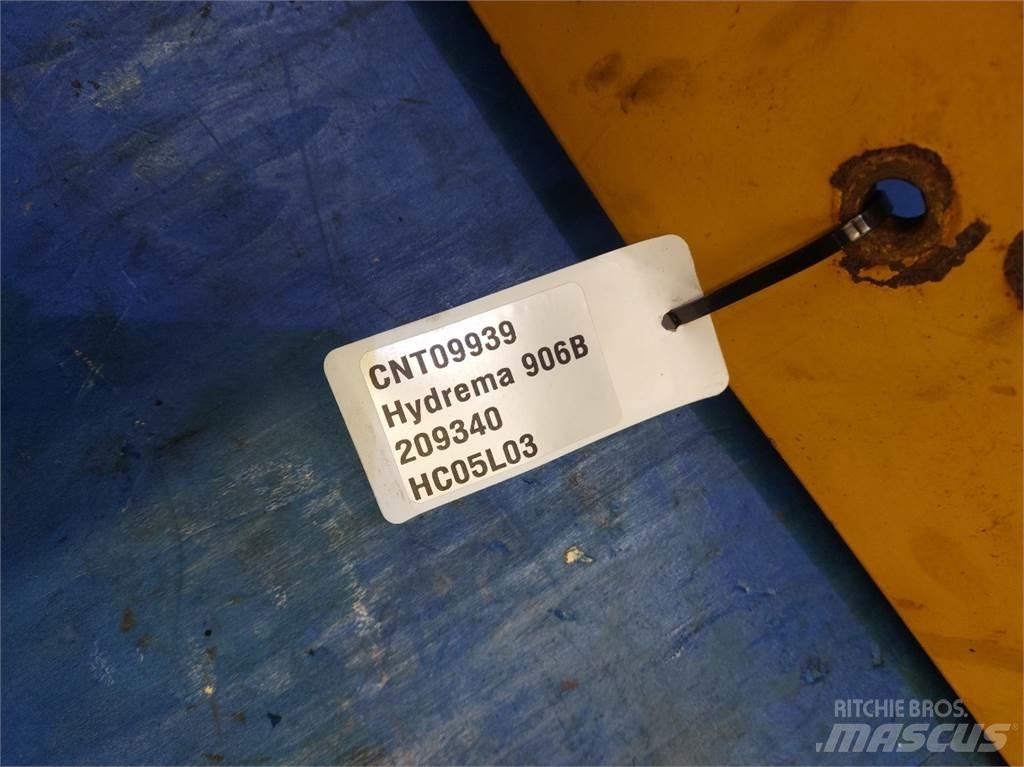 CNT09939
Hydrema 906B
209340
HC05L03
RITCHIE BROS.
MASCUS